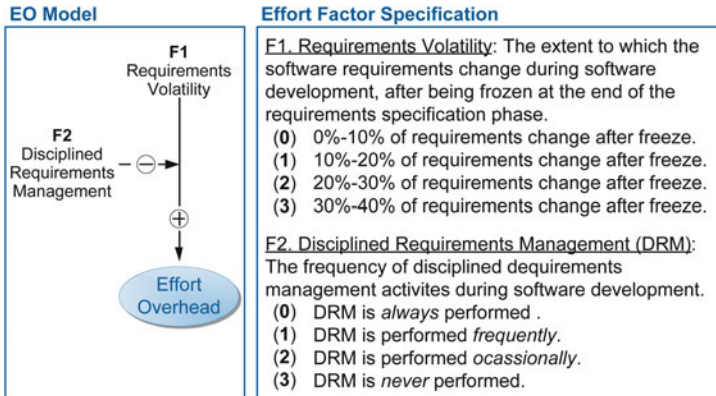 EO Model
F1
Requirements
Volatility
F2
Disciplined
Requirements
Management
−
+
Effort
Overhead
Effort Factor Specification
F1. Requirements Volatility: The extent to which the
software requirements change during software
development, after being frozen at the end of the
requirements specification phase.
(0) 0%-10% of requirements change after freeze.
(1) 10%-20% of requirements change after freeze.
(2) 20%-30% of requirements change after freeze.
(3) 30%-40% of requirements change after freeze.
F2. Disciplined Requirements Management (DRM):
The frequency of disciplined dequirements
management activites during software development.
(0) DRM is always performed .
(1) DRM is performed frequently.
(2) DRM is performed ocassionally.
(3) DRM is never performed.